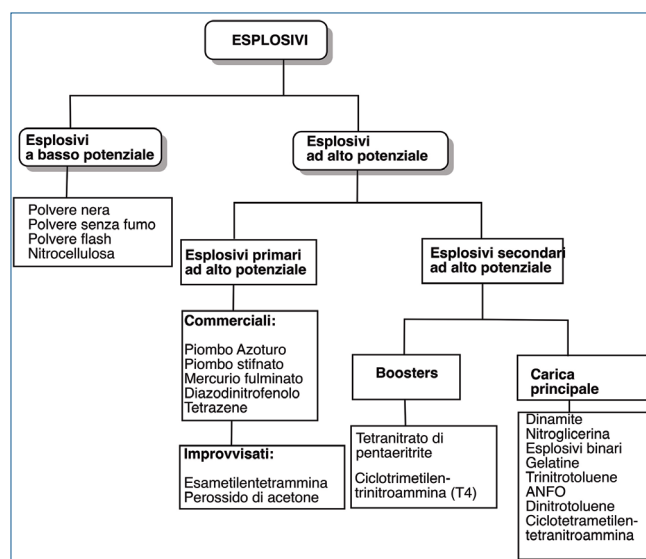 ESPLOSIVI
Esplosivi
a basso potenziale
Esplosivi
ad alto potenziale
Polvere nera
Polvere senza fumo
Polvere flash
Nitrocellulosa
Esplosivi primari
ad alto potenziale
Esplosivi secondari
ad alto potenziale
Commerciali:
Piombo Azoturo
Piombo stifnato
Mercurio fulminato
Diazodinitrofenolo
Tetrazene
Improvvisati:
Esametilentetrammina
Perossido di acetone
Boosters
Tetranitrato di
pentaeritrite
Ciclotrimetilen-
trinitroammina (T4)
Carica
principale
Dinamite
Nitroglicerina
Esplosivi binari
Gelatine
Trinitrotoluene
ANFO
Dinitrotoluene
Ciclotetrametilen-
tetranitroammina